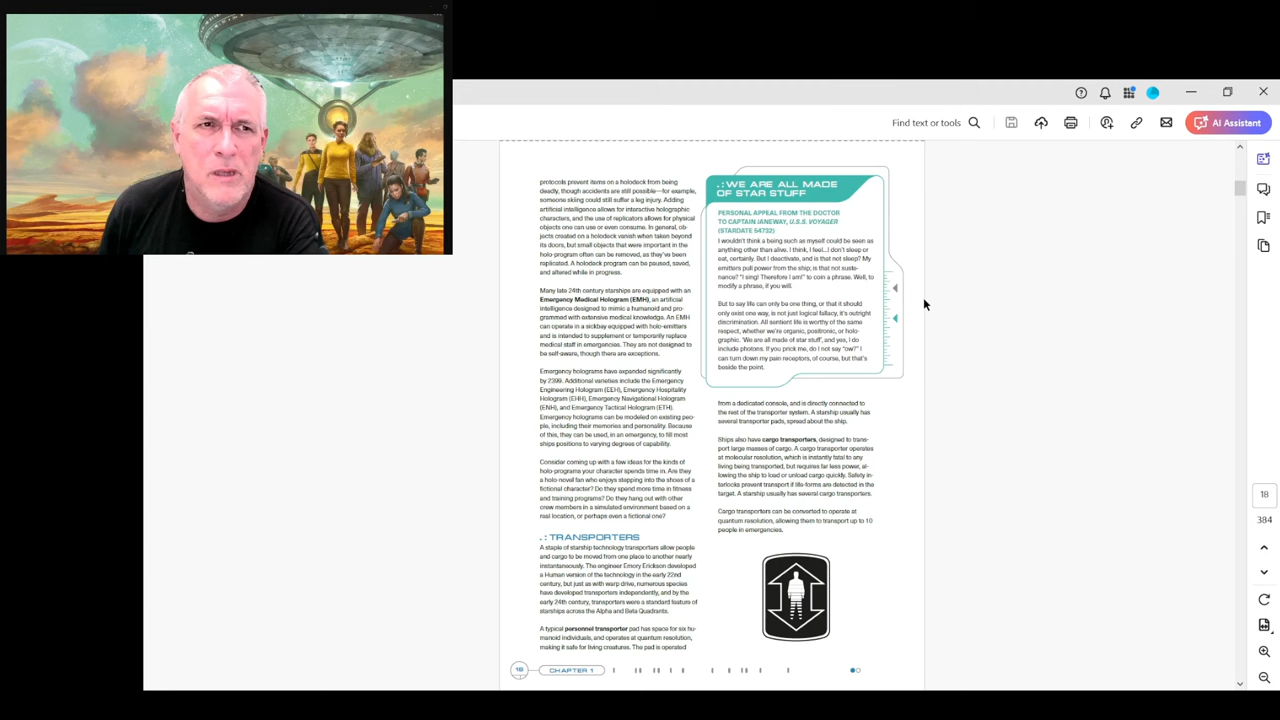 Find text or tools
AI Assistant
protocols prevent items on a holodeck from being
deadly, though accidents are still possible—for example,
someone skiing could still suffer a leg injury. Adding
artificial intelligence allows for interactive holographic
characters, and the use of replicators allows for physical
objects one can use or even consume. In general, ob-
jects created on a holodeck vanish when taken beyond
its doors, but small objects that were important in the
holo-program often can be removed, as they've been
replicated. A holodeck program can be paused, saved,
and altered while in progress.
Many late 24th century starships are equipped with an
Emergency Medical Hologram (EMH), an artificial
intelligence designed to mimic a humanoid and pro-
grammed with extensive medical knowledge. An EMH
can operate in a sickbay equipped with holo-emitters
and is intended to supplement or temporarily replace
medical staff in emergencies. They are not designed to
be self-aware, though there are exceptions.
Emergency holograms have expanded significantly
by 2399. Additional varieties include the Emergency
Engineering Hologram (EEH), Emergency Hospitality
Hologram (EHH), Emergency Navigational Hologram
(ENH), and Emergency Tactical Hologram (ETH).
Emergency holograms can be modeled on existing peo-
ple, including their memories and personality. Because
of this, they can be used, in an emergency, to fill most
ships positions to varying degrees of capability.
Consider coming up with a few ideas for the kinds of
holo-programs your character spends time in. Are they
a holo-novel fan who enjoys stepping into the shoes of a
fictional character? Do they spend more time in fitness
and training programs? Do they hang out with other
crew members in a simulated environment based on a
real location, or perhaps even a fictional one?
.: TRANSPORTERS
A staple of starship technology transporters allow people
and cargo to be moved from one place to another nearly
instantaneously. The engineer Emory Erickson developed
a Human version of the technology in the early 22nd
century, but just as with warp drive, numerous species
have developed transporters independently, and by the
early 24th century, transporters were a standard feature of
starships across the Alpha and Beta Quadrants.
A typical personnel transporter pad has space for six hu-
manoid individuals, and operates at quantum resolution,
making it safe for living creatures. The pad is operated
.:WE ARE ALL MADE
OF STAR STUFF
PERSONAL APPEAL FROM THE DOCTOR
TO CAPTAIN JANEWAY, U.S.S. VOYAGER
(STARDATE 54732)
I wouldn't think a being such as myself could be seen as
anything other than alive. I think, I feel...I don't sleep or
eat, certainly. But I deactivate, and is that not sleep? My
emitters pull power from the ship; is that not suste-
nance? "I sing! Therefore I am!" to coin a phrase. Well, to
modify a phrase, if you will.
But to say life can only be one thing, or that it should
only exist one way, is not just logical fallacy, it's outright
discrimination. All sentient life is worthy of the same
respect, whether we're organic, positronic, or holo-
graphic. 'We are all made of star stuff', and yes, I do
include photons. If you prick me, do I not say "ow?" I
can turn down my pain receptors, of course, but that's
beside the point.
from a dedicated console, and is directly connected to
the rest of the transporter system. A starship usually has
several transporter pads, spread about the ship.
Ships also have cargo transporters, designed to trans-
port large masses of cargo. A cargo transporter operates
at molecular resolution, which is instantly fatal to any
living being transported, but requires far less power, al-
lowing the ship to load or unload cargo quickly. Safety in-
terlocks prevent transport if life-forms are detected in the
target. A starship usually has several cargo transporters.
Cargo transporters can be converted to operate at
quantum resolution, allowing them to transport up to 10
people in emergencies.
16
CHAPTER 1
18
384